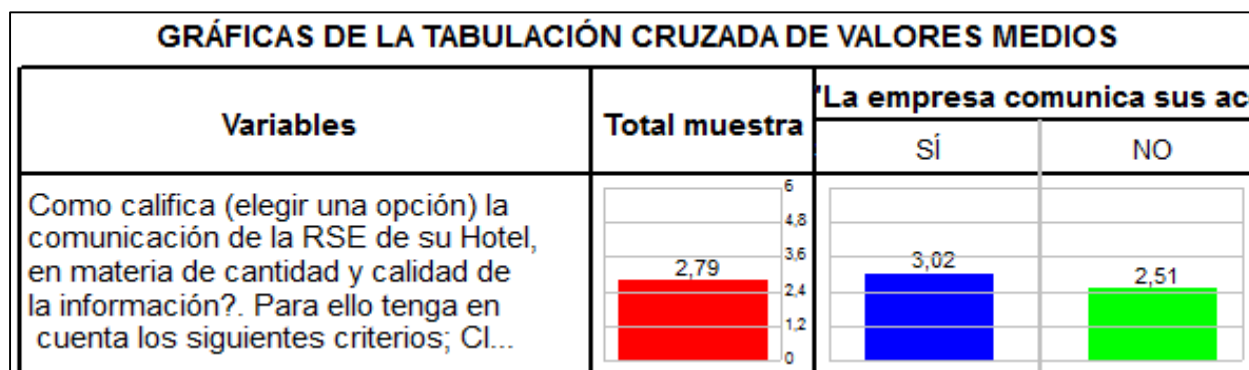 GRÁFICAS DE LA TABULACIÓN CRUZADA DE VALORES MEDIOS
Variables
Total muestra
"La empresa comunica sus ac
SÍ
NO
Como califica (elegir una opción) la
comunicación de la RSE de su Hotel,
en materia de cantidad y calidad de
la información?. Para ello tenga en
cuenta los siguientes criterios; Cl...
6
4,8
3,6
2,4
1,2
0
2,79
3,02
2,51